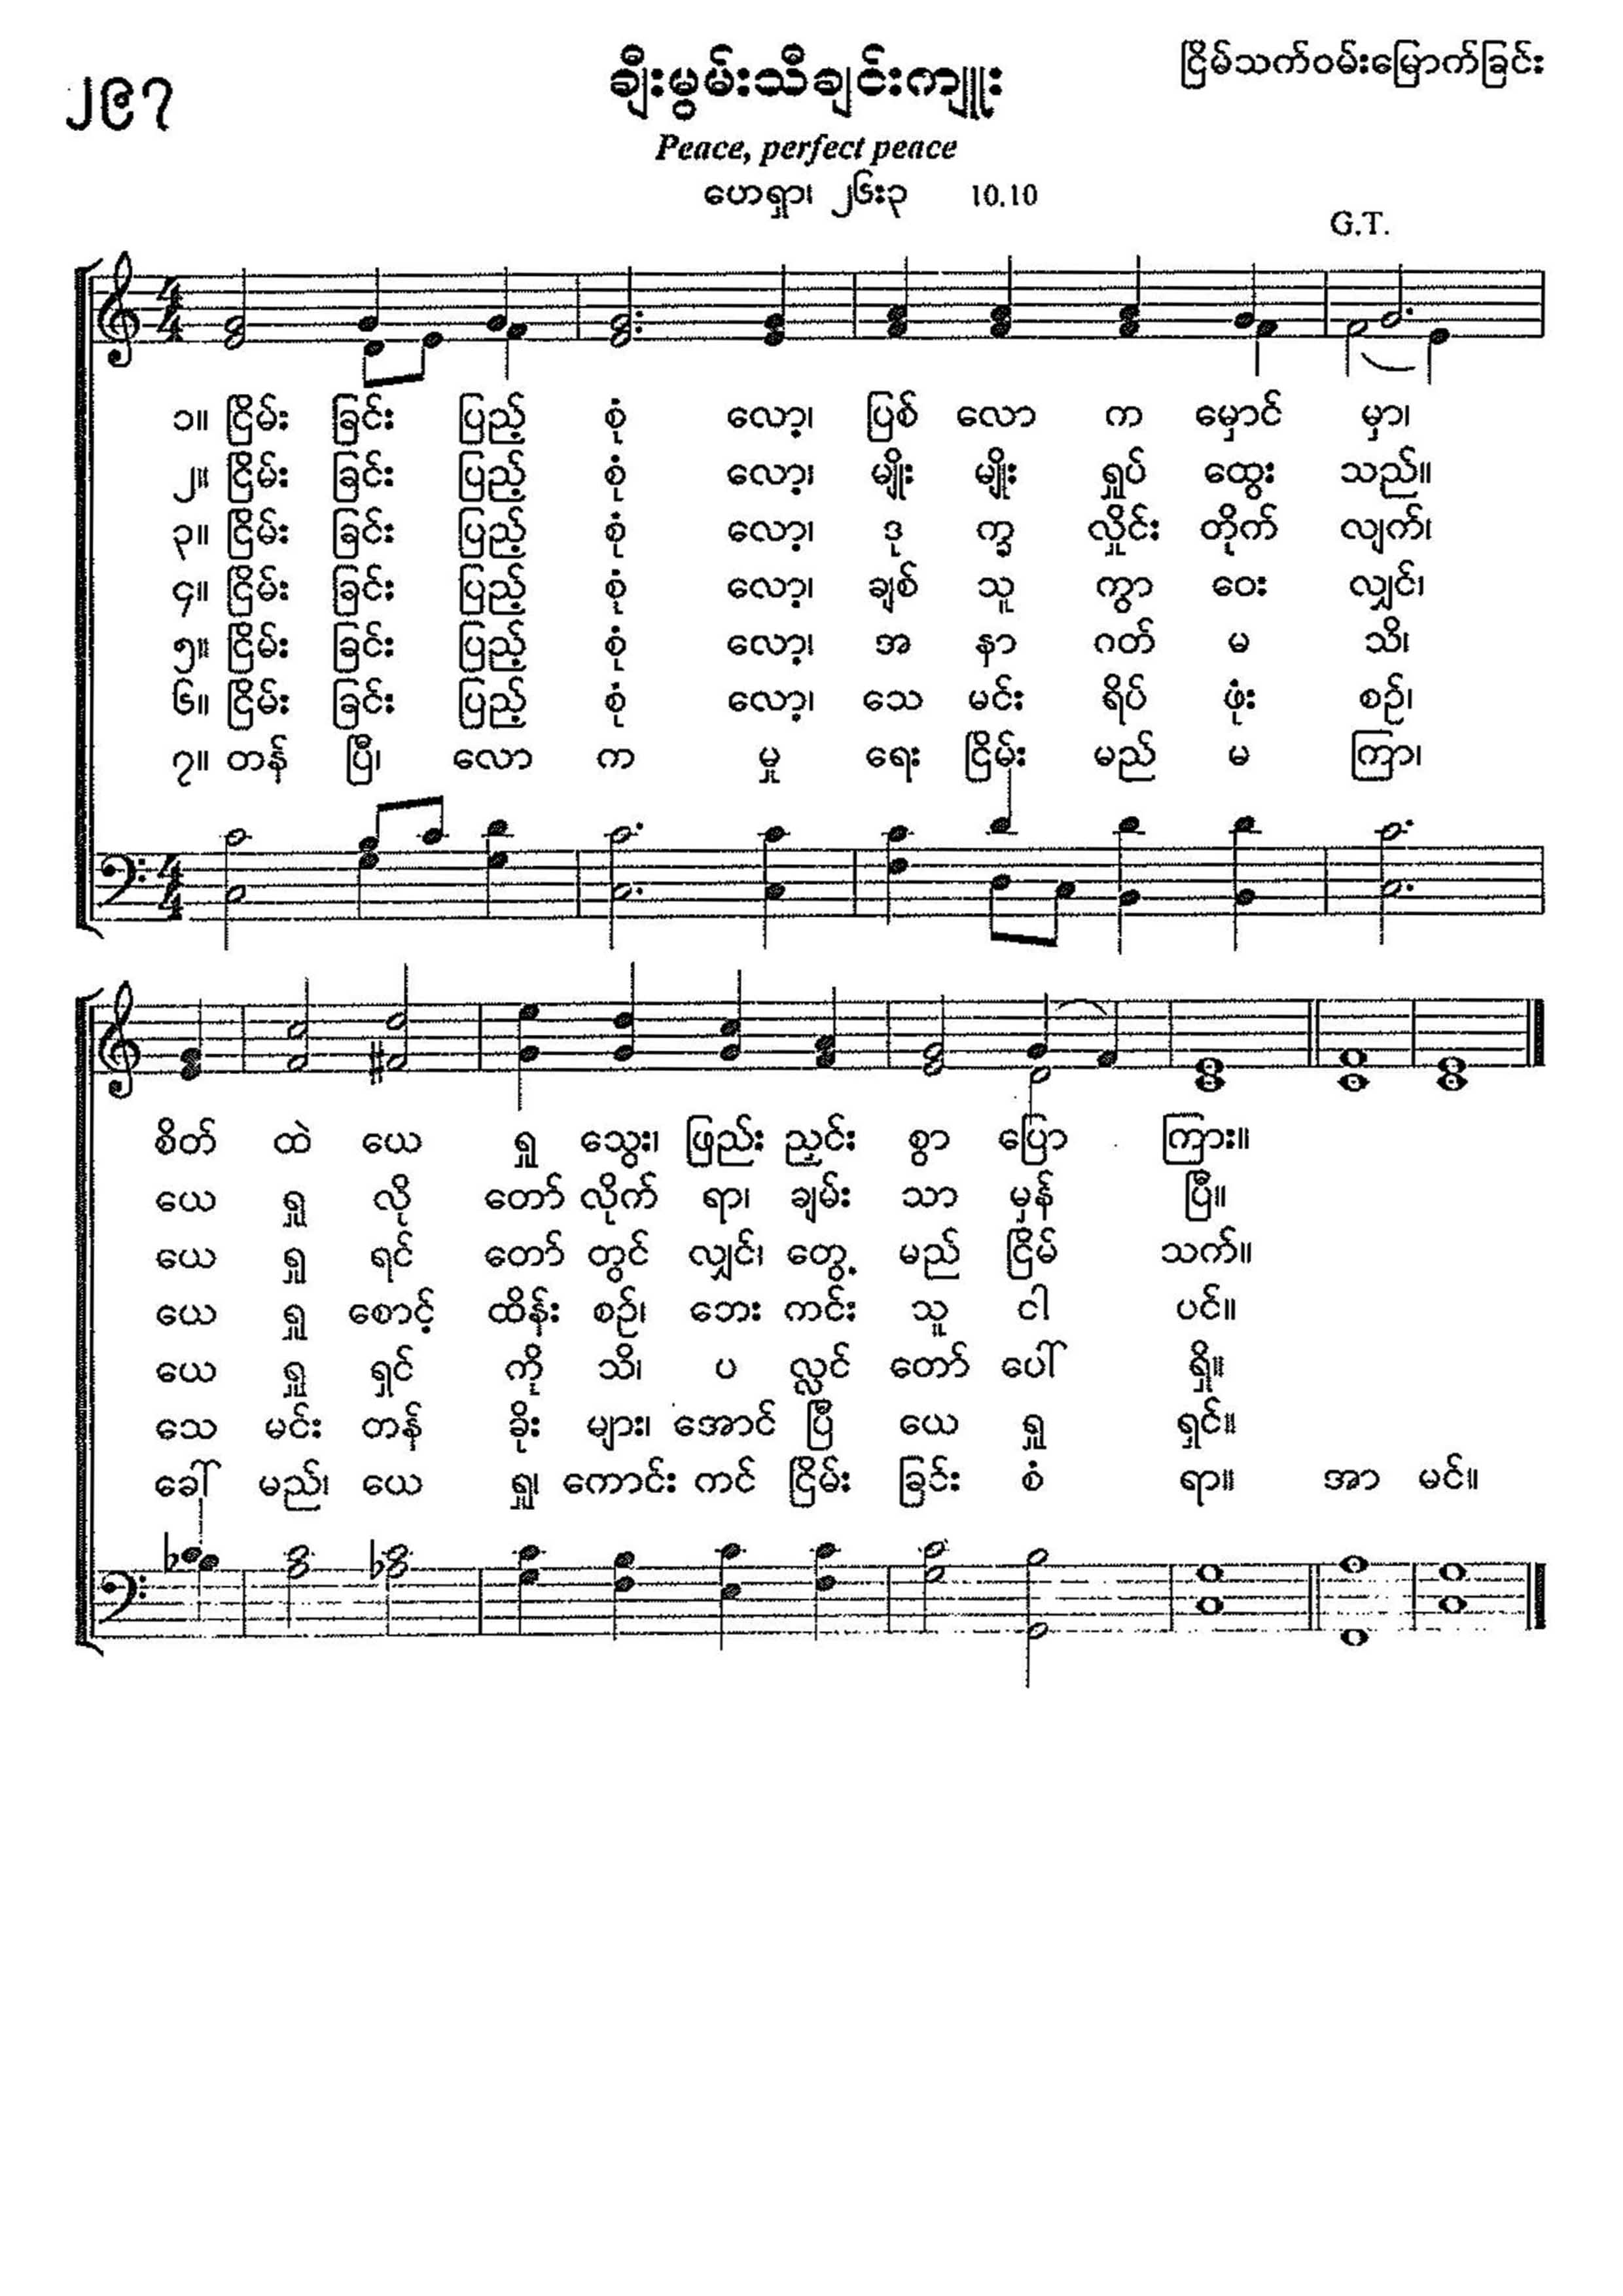 ၂၉၇
ချီးမွမ်းသီချင်းကျူး
ငြိမ်သက်ဝမ်းမြောက်ခြင်း
Peace, perfect peace
ဟေရှာ၊ ၂၆း၃ 10.10
G.T.
၁။ ငြိမ်း ခြင်း ပြည့် စုံ လော့၊ ပြစ် လော က မှောင် မှာ၊
၂။ ငြိမ်း ခြင်း ပြည့် စုံ လော့၊ မျိုး မျိုး ရှုပ် ထွေး သည်။
၃။ ငြိမ်း ခြင်း ပြည့် စုံ လော့၊ ဒု က္ခ လှိုင်း တိုက် လျက်၊
၄။ ငြိမ်း ခြင်း ပြည့် စုံ လော့၊ ချစ် သူ ကွာ ဝေး လျှင်၊
၅။ ငြိမ်း ခြင်း ပြည့် စုံ လော့၊ အ နာ ဂတ် မ သိ၊
၆။ ငြိမ်း ခြင်း ပြည့် စုံ လော့၊ သေ မင်း ရိပ် ဖုံး စဉ်၊
၇။ တန် ပြီ၊ လော က မှု ရေး ငြိမ်း မည် မ ကြာ၊
စိတ် ထဲ ယေ ရှု သွေး၊ ဖြည်း ညှင်း စွာ ပြော ကြား။
ယေ ရှု လို တော် လိုက် ရာ၊ ချမ်း သာ မှန် ပြီ။
ယေ ရှု ရင် တော် တွင် လျှင်၊ တွေ့ မည် ငြိမ် သက်။
ယေ ရှု စောင့် ထိန်း စဉ်၊ ဘေး ကင်း သူ ငါ ပင်။
ယေ ရှု ရှင် ကို သိ၊ ပ လ္လင် တော် ပေါ် ရှိ။
သေ မင်း တန် ခိုး များ၊ အောင် ပြီ ယေ ရှု ရှင်။
ခေါ် မည်၊ ယေ ရှု၊ ကောင်း ကင် ငြိမ်း ခြင်း စံ ရာ။ အာ မင်။